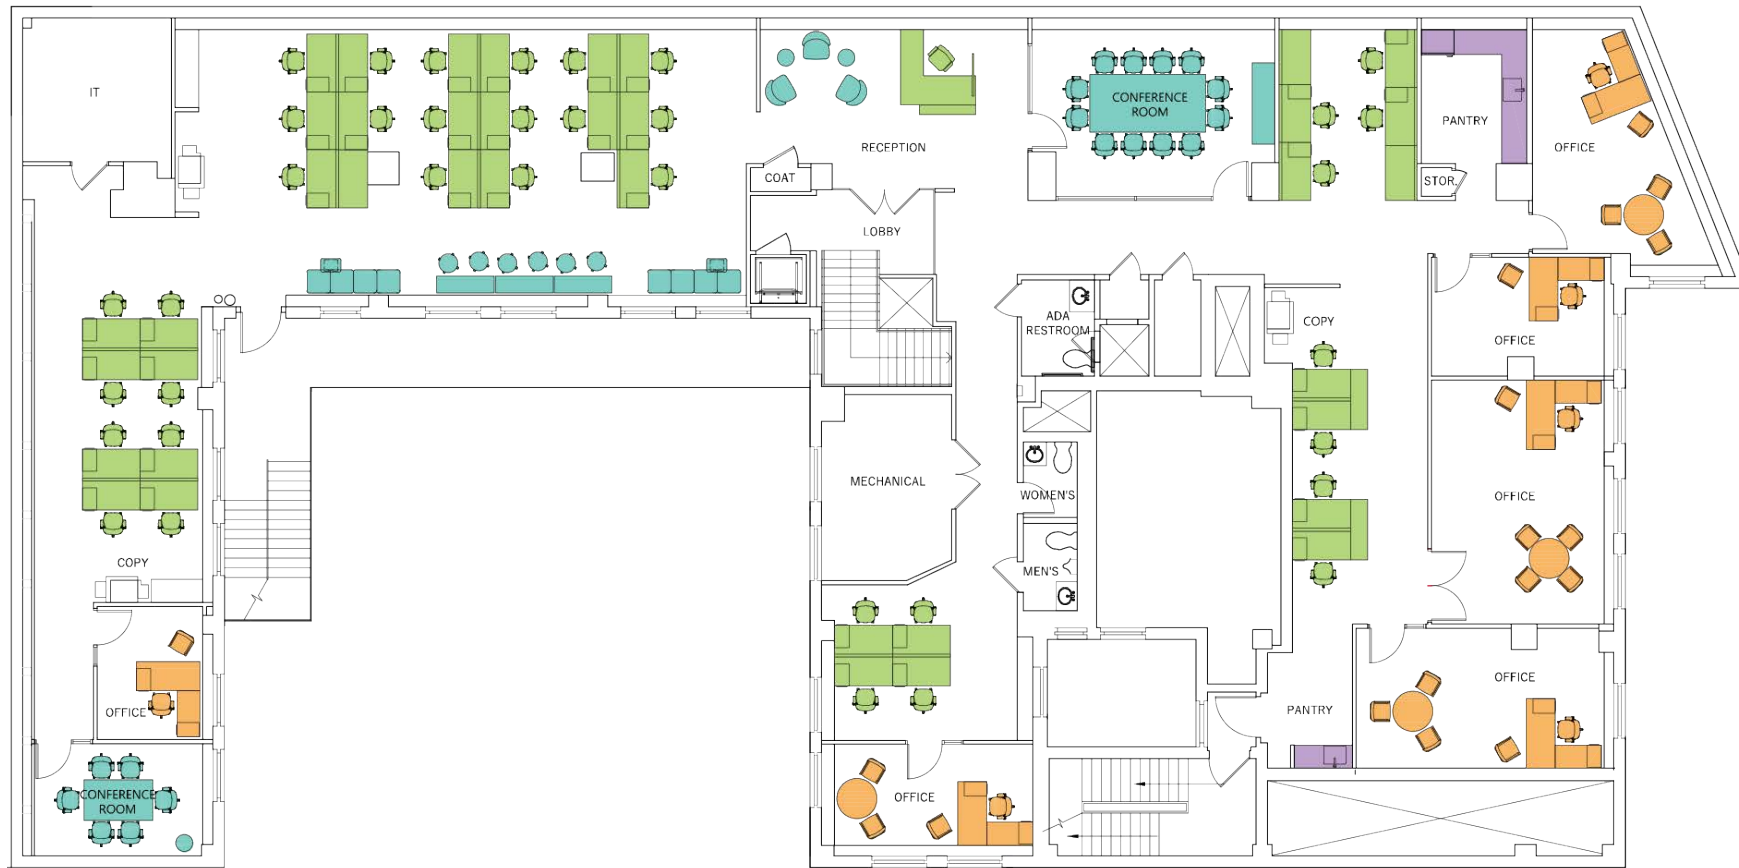 IT
CONFERENCE
ROOM
PANTRY
RECEPTION
OFFICE
COAT
STOR.
LOBBY
ADA
RESTROOM
COPY
OFFICE
MECHANICAL
WOMEN'S
OFFICE
COPY
MEN'S
OFFICE
OFFICE
PANTRY
CONFERENCE
ROOM
OFFICE